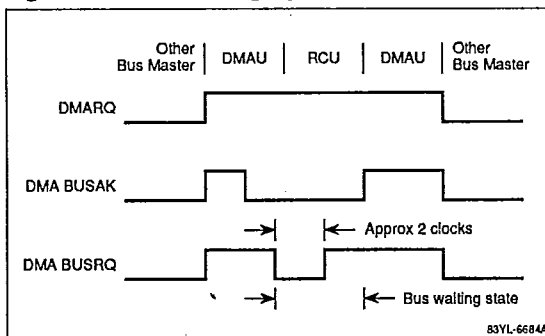 Other
Bus Master
DMAU
RCU
DMAU
Other
Bus Master
DMARQ
DMA BUSAK
Approx 2 clocks
DMA BUSRQ
Bus waiting state
83YL-6684A